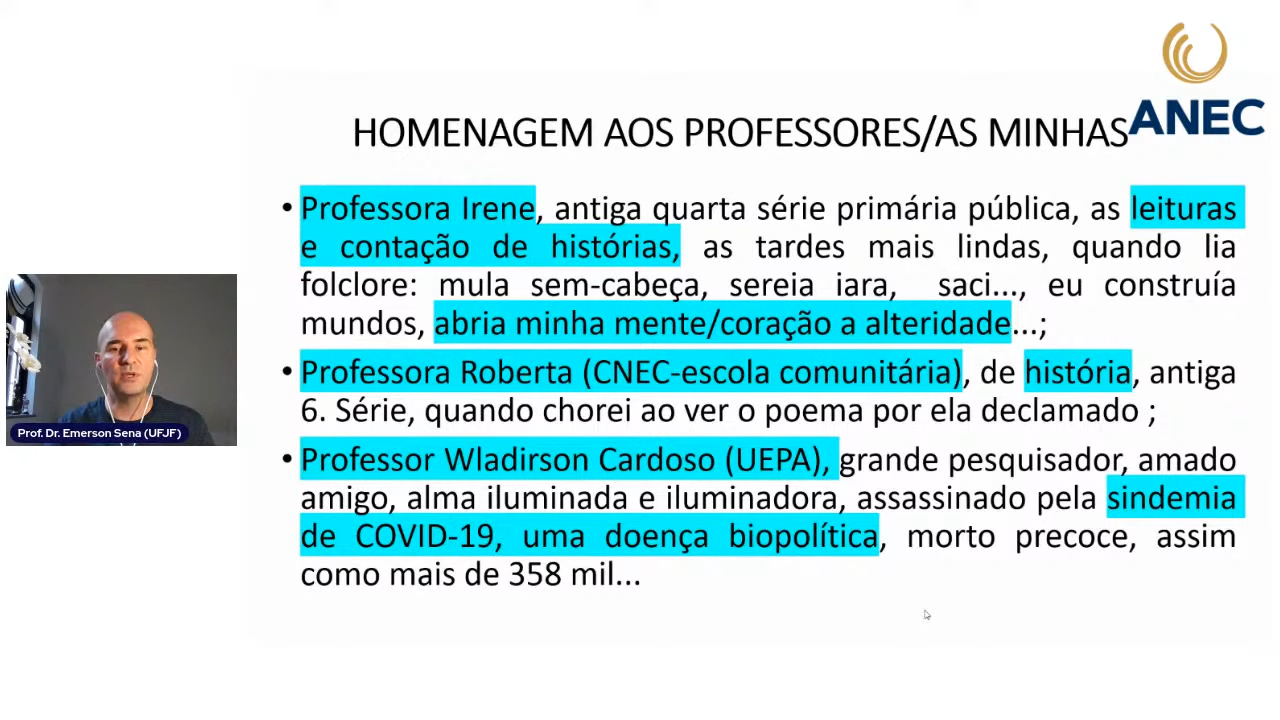 ANEC
HOMENAGEM AOS PROFESSORES/AS MINHAS
• Professora Irene, antiga quarta série primária pública, as leituras
e contação de histórias, as tardes mais lindas, quando lia
folclore: mula sem-cabeça, sereia iara, saci..., eu construía
mundos, abria minha mente/coração a alteridade...;
• Professora Roberta (CNEC-escola comunitária), de história, antiga
6. Série, quando chorei ao ver o poema por ela declamado ;
• Professor Wladirson Cardoso (UEPA), grande pesquisador, amado
amigo, alma iluminada e iluminadora, assassinado pela sindemia
de COVID-19, uma doença biopolítica, morto precoce, assim
como mais de 358 mil...
Prof. Dr. Emerson Sena (UFJF)